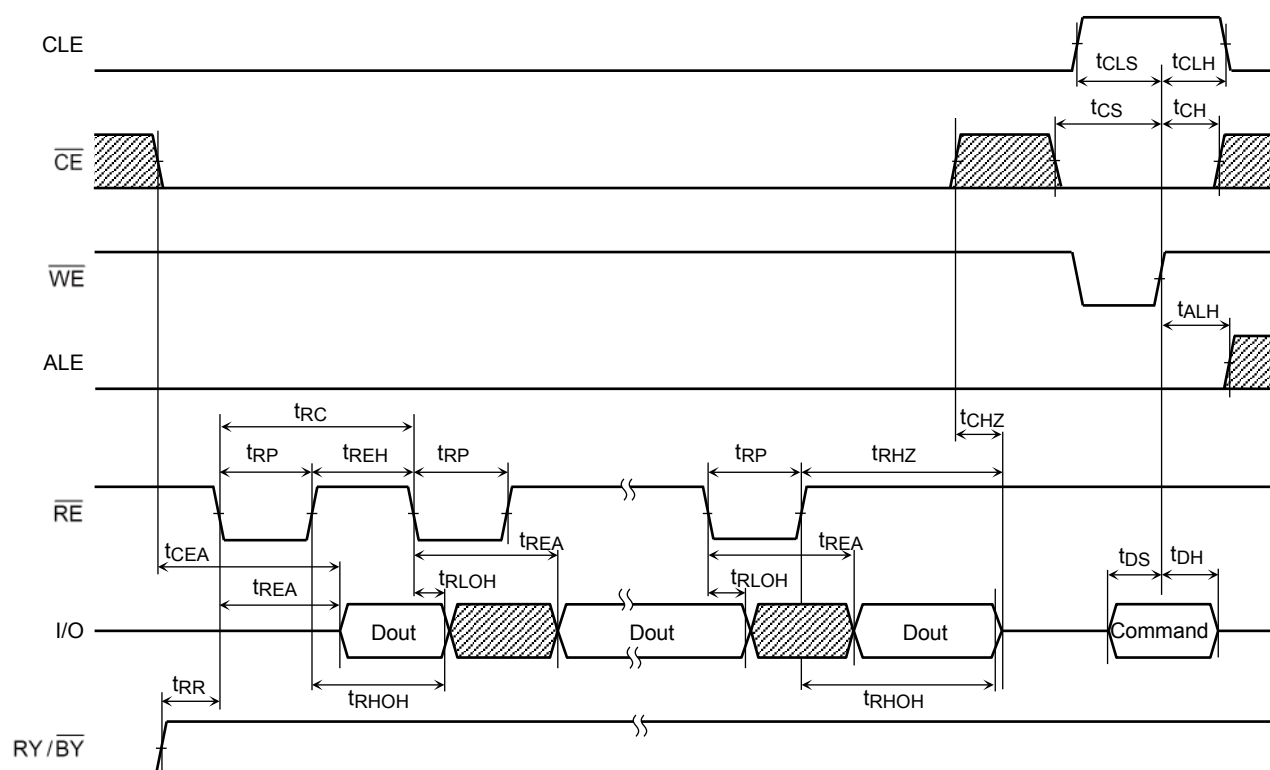 CLE
tCLS tCLH
tCS tCH
CE
WE
tALH
ALE
tRC
tCHZ
tRP tREH tRP tRP tRHZ
RE
tCEA tREA tREA
tREA tRLOH tRLOH tDS tDH
I/O Dout Dout Dout Command
tRR tRHOH tRHOH
RY/BY